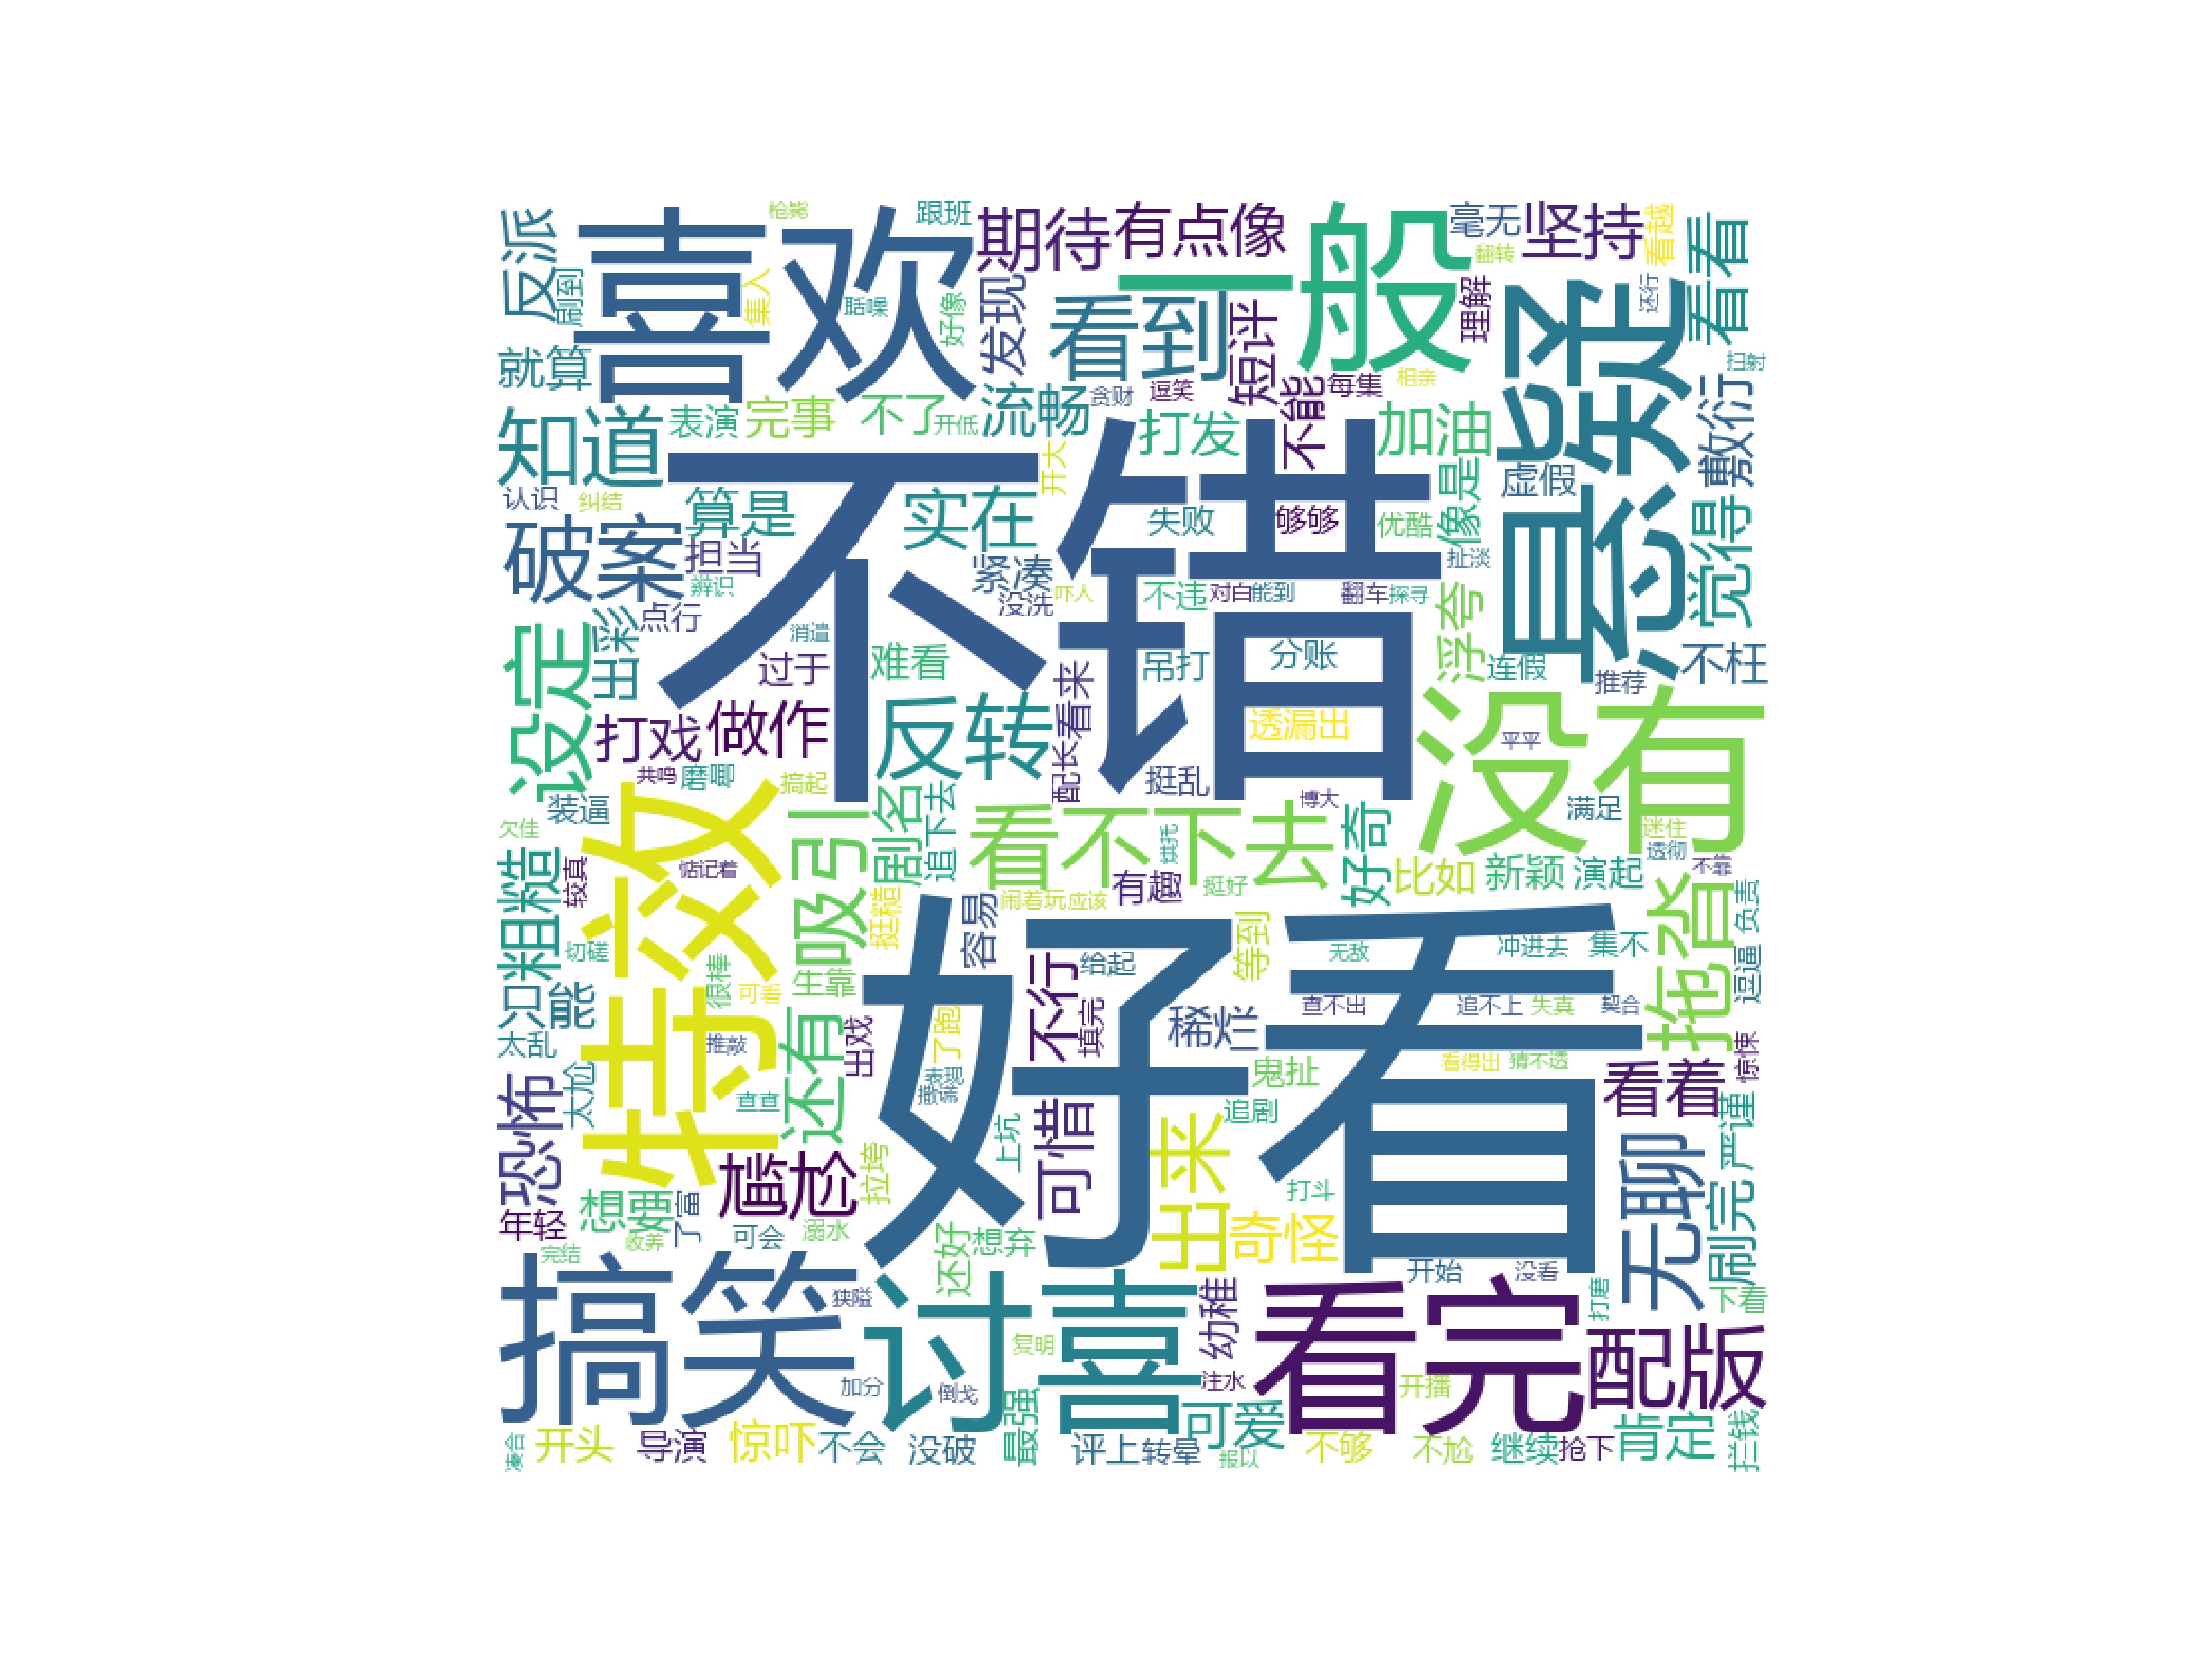 反派
刷到
喜欢
枪毙
跟班
集入
聒噪
好像
期待
有点像
一般
毫无
坚持
看越
翻转
还行
看看
发现
看到
短评
理解
悬疑
就算
扫射
知道
表演
完事
不了
开低
流畅
贪财
逗笑
每集
相亲
打发
不能
加油
敷衍
认识
纠结
算是
实在
开大
不错
失败
够够
优酷
像是
虚假
觉得
破案
担当
辨识
紧凑
没洗
吓人
不违
对白
能到
翻车
探寻
扯淡
出彩
点行
消遣
过于
难看
吊打
分账
浮夸
连假
推荐
不枉
设定
打戏
做作
反转
看来
配长
透漏出
没有
平平
共鸣
磨唧
搞起
挺乱
博大
满足
装逼
欠佳
特效
吸引
剧名
追下去
看不下去
烘托
好奇
迷住
透彻
不靠
粗糙
较真
惦记着
挺糙
有趣
挺好
比如
新颖
演起
拖沓
负责
闹着玩
应该
容易
好看
切磋
很棒
可看
生靠
等到
无敌
冲进去
集不
逗逼
只能
推敲
还有
出戏
了跑
不行
给起
填完
稀烂
查不出
追不上
失真
契合
太乱
太尬
查查
表现
鬼扯
看得出
猜不透
看着
惊悚
恐怖
尴尬
拉垮
上坑
可惜
追剧
出来
打斗
无聊
严谨
年轻
想要
了富
可会
溺水
还好
想弃
奇怪
刷完
完结
收养
搞笑
狭隘
讨喜
复明
幼稚
开始
没看
打磨
下看
看完
配版
加分
倒戈
注水
开播
最强
可爱
凑合
开头
导演
惊吓
不会
没破
评上
转晕
报以
不够
不尬
继续
抢下
肯定
拦钱